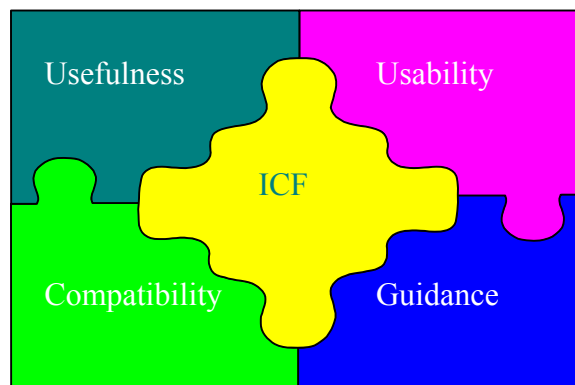 Usefulness
Usability
ICF
Compatibility
Guidance